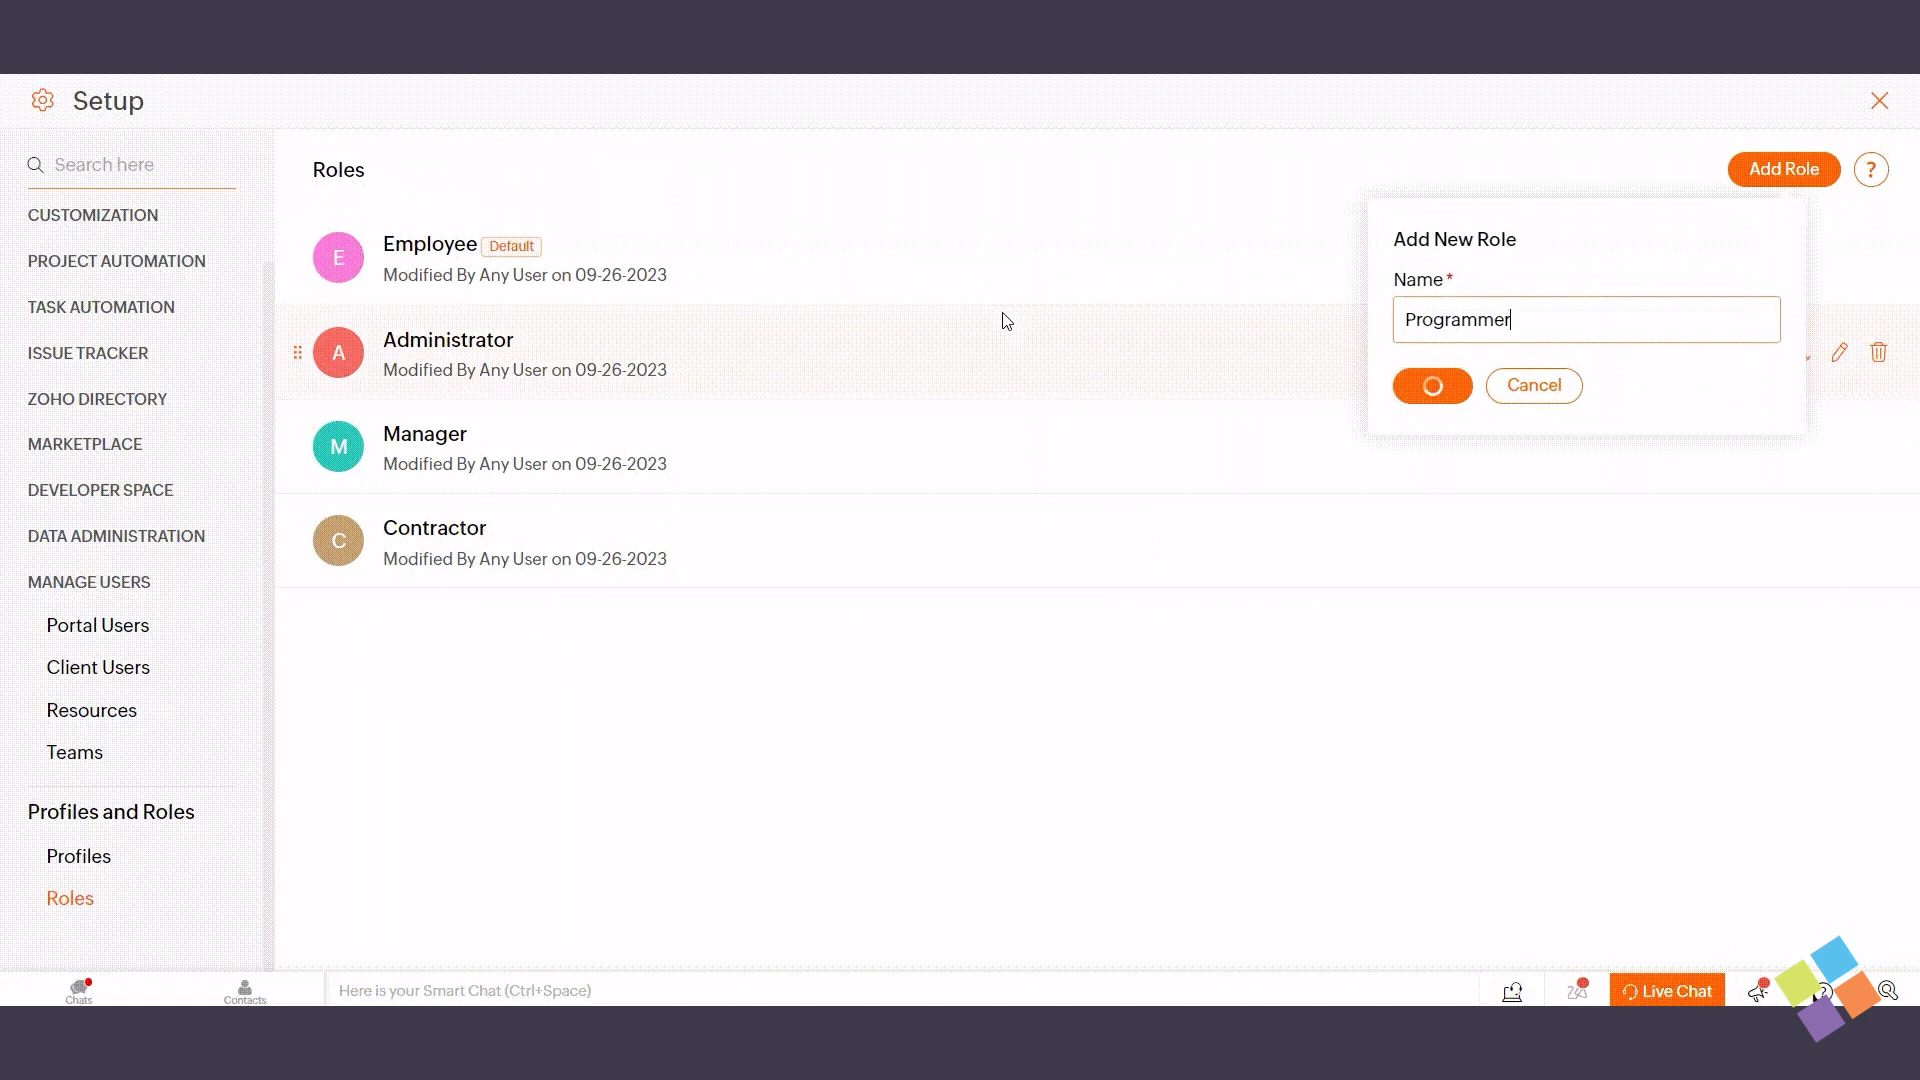 Setup
Search here
CUSTOMIZATION
PROJECT AUTOMATION
TASK AUTOMATION
ISSUE TRACKER
ZOHO DIRECTORY
MARKETPLACE
DEVELOPER SPACE
DATA ADMINISTRATION
MANAGE USERS
Portal Users
Client Users
Resources
Teams
Profiles and Roles
Profiles
Roles
Roles
Add Role
?
E
Employee Default
Modified By Any User on 09-26-2023
A
Administrator
Modified By Any User on 09-26-2023
M
Manager
Modified By Any User on 09-26-2023
C
Contractor
Modified By Any User on 09-26-2023
Add New Role
Name*
Programmer
Cancel
Chats
Contacts
Here is your Smart Chat (Ctrl+Space)
Live Chat